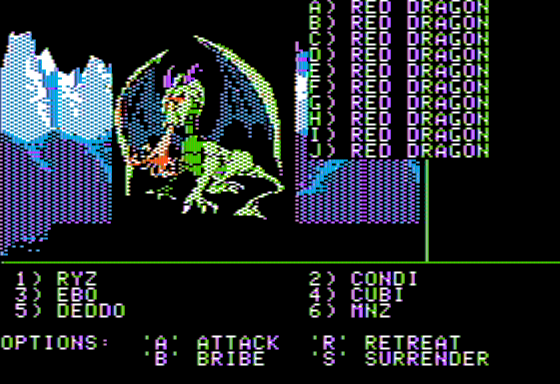 A) RED DRAGON
B) RED DRAGON
C) RED DRAGON
D) RED DRAGON
E) RED DRAGON
F) RED DRAGON
G) RED DRAGON
H) RED DRAGON
I) RED DRAGON
J) RED DRAGON
1) RYZ 2) CONDI
3) EBO 4) CUBI
5) DEDDO 6) MNZ
OPTIONS: 'A' ATTACK 'R' RETREAT
'B' BRIBE 'S' SURRENDER